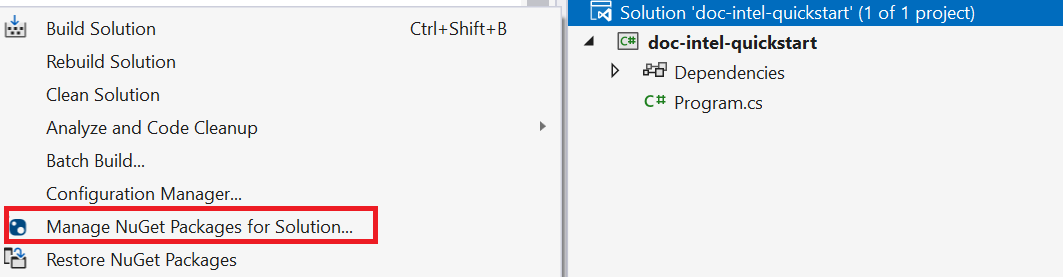 Build Solution Ctrl+Shift+B
Rebuild Solution
Clean Solution
Analyze and Code Cleanup
Batch Build...
Configuration Manager...
Manage NuGet Packages for Solution...
Restore NuGet Packages
Solution 'doc-intel-quickstart' (1 of 1 project)
C# doc-intel-quickstart
Dependencies
C# Program.cs